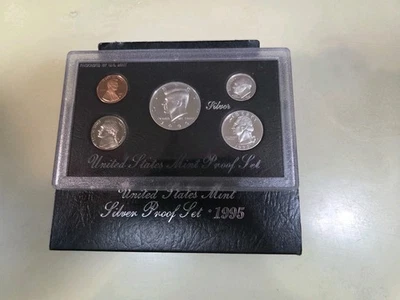 Silver
United States Mint Proof Set
United States Mint
Silver Proof Set · 1995